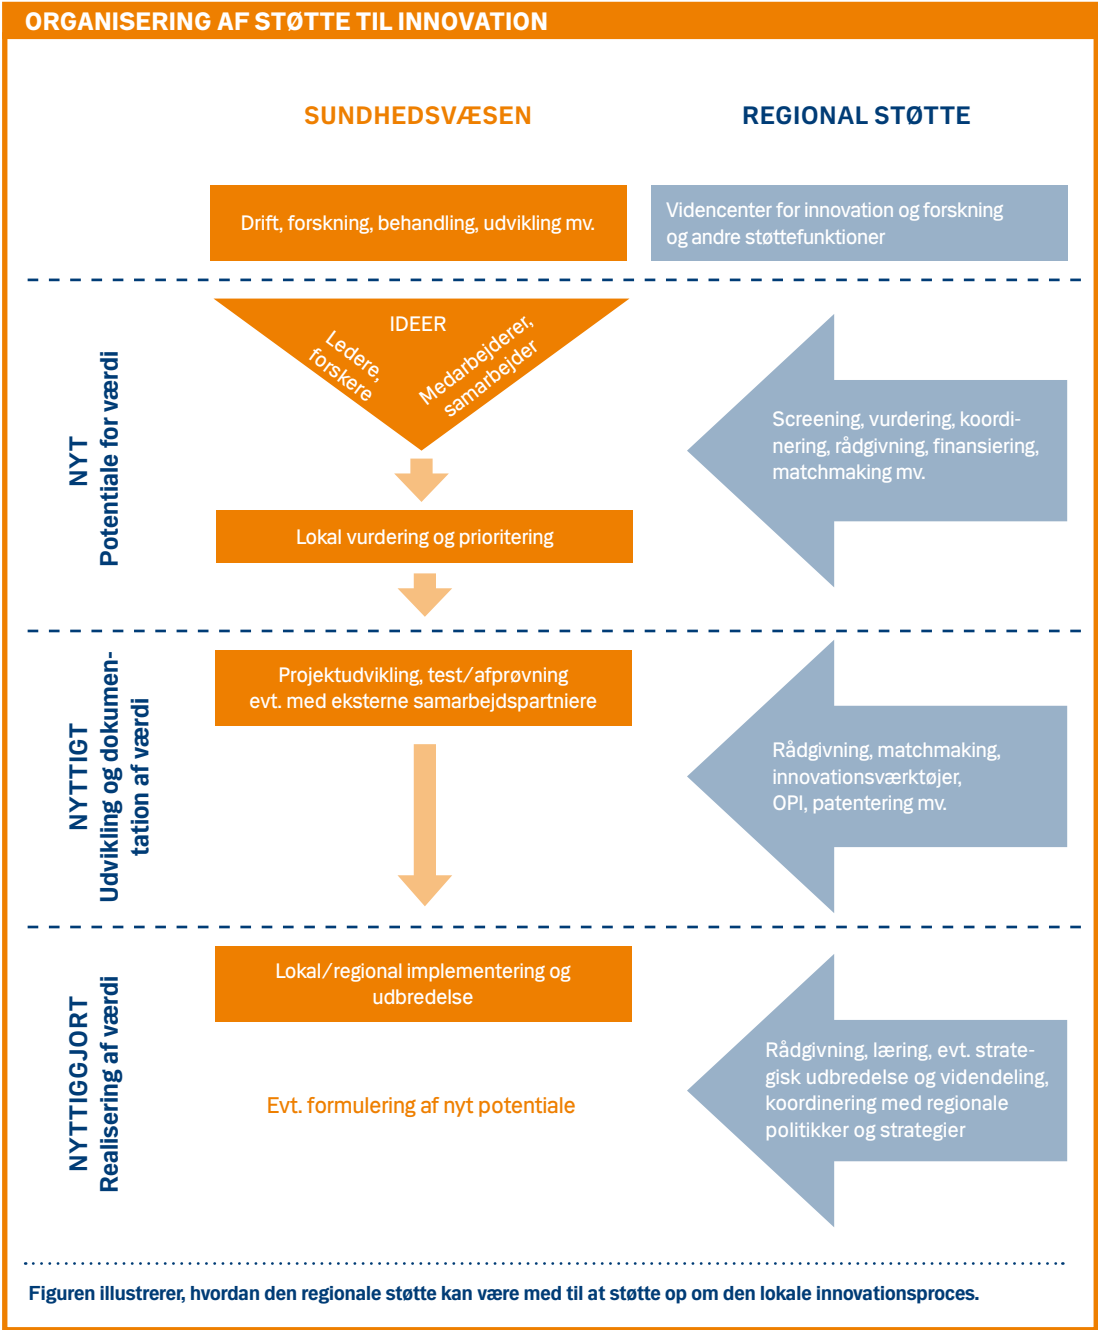 ORGANISERING AF STØTTE TIL INNOVATION
SUNDHEDSVÆSEN
REGIONAL STØTTE
Drift, forskning, behandling, udvikling mv.
Videncenter for innovation og forskning
og andre støttefunktioner
NYT
Potentiale for værdi
IDEER
Ledere,
forskere
Medarbejderer,
samarbejder
Lokal vurdering og prioritering
Screening, vurdering, koordi-
nering, rådgivning, finansiering,
matchmaking mv.
NYTTIGT
Udvikling og dokumen-
tation af værdi
Projektudvikling, test/afprøvning
evt. med eksterne samarbejdspartniere
Rådgivning, matchmaking,
innovationsværktøjer,
OPI, patentering mv.
NYTTIGGJORT
Realisering af værdi
Lokal/regional implementering og
udbredelse
Evt. formulering af nyt potentiale
Rådgivning, læring, evt. strate-
gisk udbredelse og videndeling,
koordinering med regionale
politikker og strategier
Figuren illustrerer, hvordan den regionale støtte kan være med til at støtte op om den lokale innovationsproces.